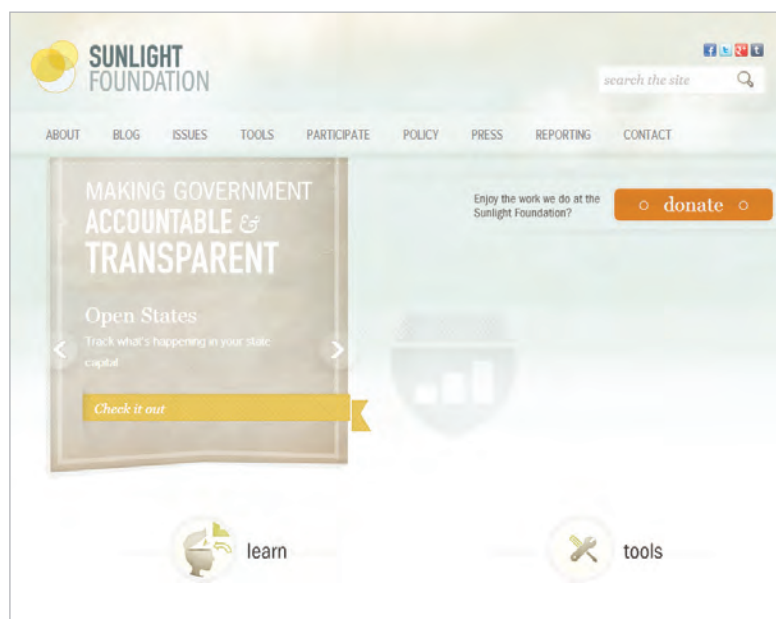 SUNLIGHT
FOUNDATION
search the site
ABOUT BLOG ISSUES TOOLS PARTICIPATE POLICY PRESS REPORTING CONTACT
MAKING GOVERNMENT
ACCOUNTABLE &
TRANSPARENT
Enjoy the work we do at the
Sunlight Foundation?
donate
Open States
Track what's happening in your state
capital
Check it out
learn
tools